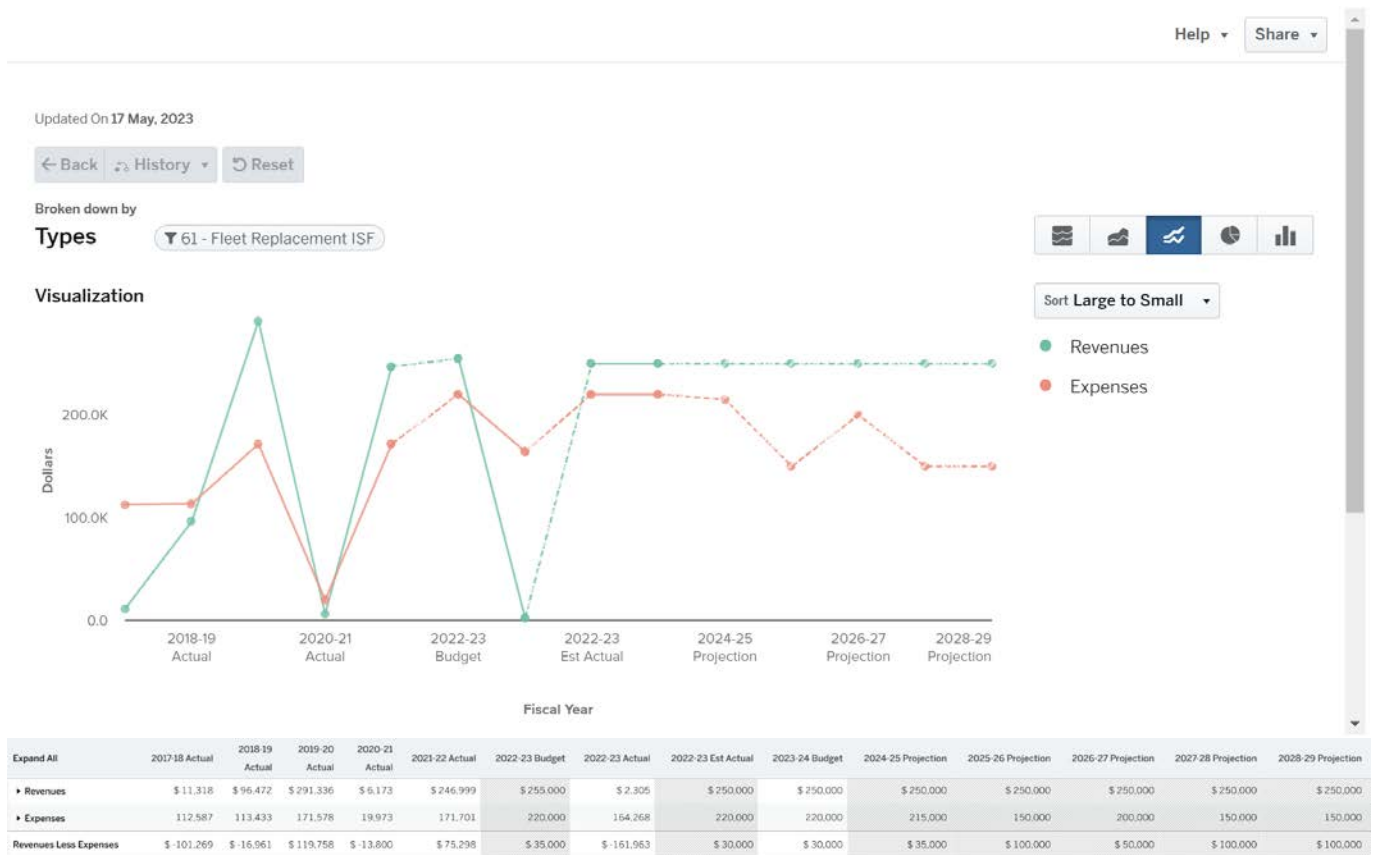 Help Share
Updated On 17 May, 2023
Back History Reset
Broken down by
Types 61 - Fleet Replacement ISF
Visualization
Sort Large to Small
Revenues
Expenses
200.0K
100.0K
0.0
Dollars
2018-19 2020-21 2022-23 2022-23 2024-25 2026-27 2028-29
Actual Actual Budget Est Actual Projection Projection Projection
Fiscal Year
Expand All 2017-18 Actual 2018-19 Actual 2019-20 Actual 2020-21 Actual 2021-22 Actual 2022-23 Budget 2022-23 Actual 2022-23 Est Actual 2023-24 Budget 2024-25 Projection 2025-26 Projection 2026-27 Projection 2027-28 Projection 2028-29 Projection
Revenues $ 11,318 $ 96,472 $ 291,336 $ 6,173 $ 246,999 $ 255,000 $ 2,305 $ 250,000 $ 250,000 $ 250,000 $ 250,000 $ 250,000 $ 250,000 $ 250,000
Expenses 112,587 113,433 171,578 19,973 171,701 220,000 164,268 220,000 220,000 215,000 150,000 200,000 150,000 150,000
Revenues Less Expenses $ -101,269 $ -16,961 $ 119,758 $ -13,800 $ 75,298 $ 35,000 $ -161,963 $ 30,000 $ 30,000 $ 35,000 $ 100,000 $ 50,000 $ 100,000 $ 100,000